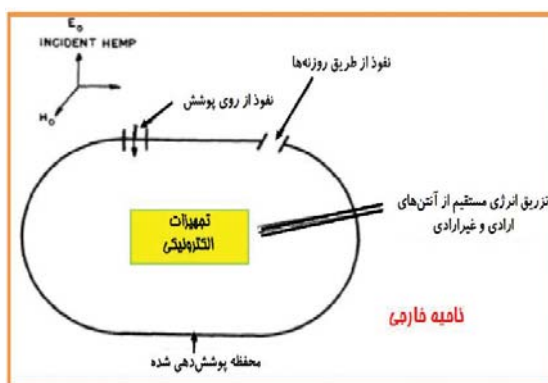 E₀
INCIDENT HEMP
H₀
نفوذ از طریق روزنه‌ها
نفوذ از روی پوشش
تزریق انرژی مستقیم از آنتن‌های
ارادی و غیرارادی
تجهیزات
الکترونیکی
ناحیه خارجی
محفظه پوشش‌دهی شده